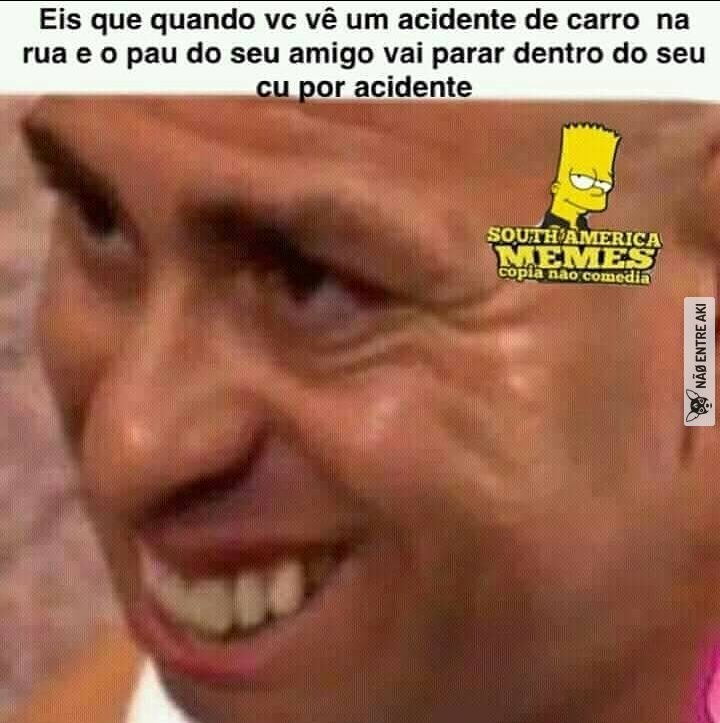 Eis que quando vc vê um acidente de carro na
rua e o pau do seu amigo vai parar dentro do seu
cu por acidente
SOUTH AMERICA
MEMES
copia não comedia
NÃO ENTRE AKI